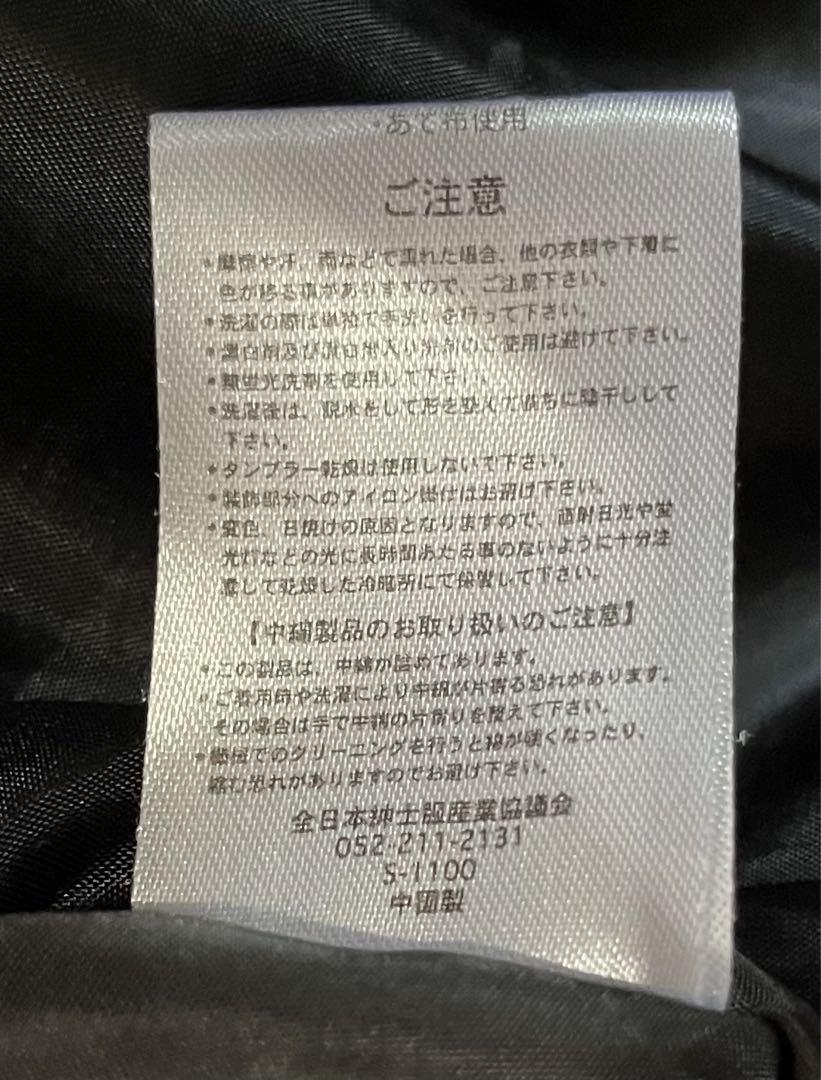 ・あて布使用
ご注意
・摩擦や汗、雨などで濡れた場合、他の衣類や下着に
色が移る事がありますので、ご注意下さい。
・洗濯の際は単独で手洗いを行って下さい。
・漂白剤及び漂白剤入り洗剤のご使用は避けて下さい。
・無蛍光洗剤を使用して下さい。
・洗濯後は、脱水をして形を整えて直ちに陰干しして
下さい。
・タンブラー乾燥は使用しないで下さい。
・装飾部分へのアイロン掛けはお避け下さい。
・変色、日焼けの原因となりますので、直射日光や蛍
光灯などの光に長時間あたる事のないように十分注
意して乾燥した冷暗所にて保管して下さい。
【中綿製品のお取り扱いのご注意】
・この製品は、中綿が詰めてあります。
・ご着用時や洗濯により中綿が片寄る恐れがあります。
その場合は手で中綿の片寄りを整えて下さい。
・機械でのクリーニングを行うと綿が硬くなったり、
縮む恐れがありますのでお避け下さい。
全日本紳士服産業協議会
052-211-2131
S-1100
中国製